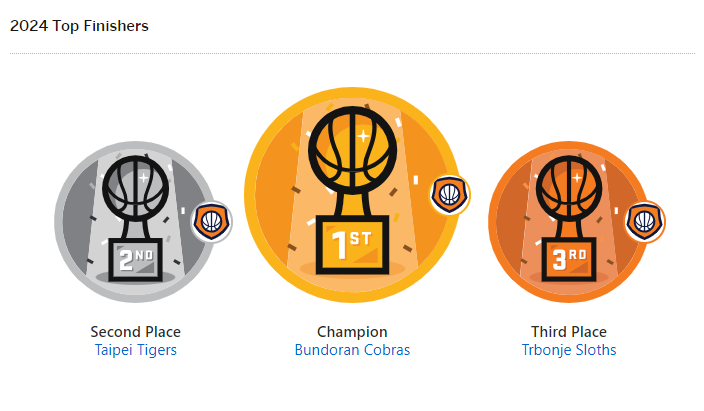 2024 Top Finishers
2ND
1ST
3RD
Second Place
Taipei Tigers
Champion
Bundoran Cobras
Third Place
Trbonje Sloths